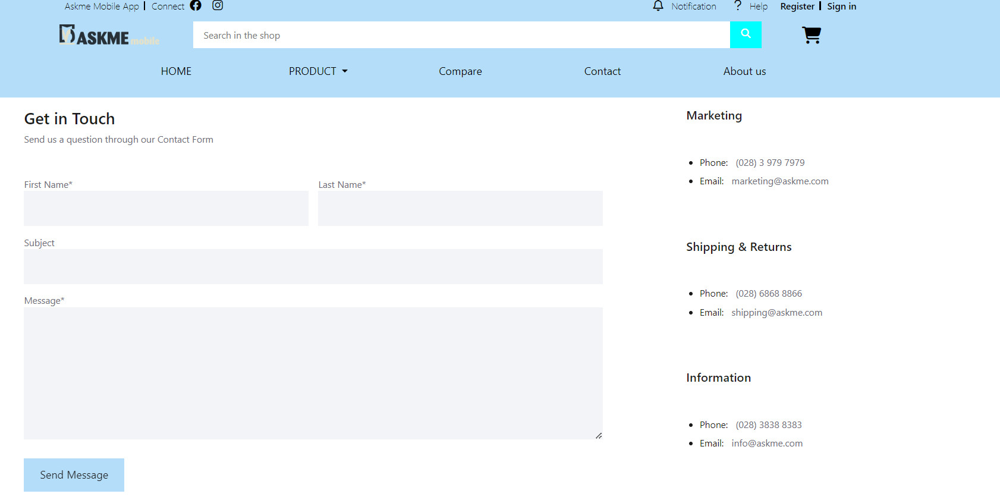 Askme Mobile App | Connect
Notification ? Help Register | Sign in
ASKME mobile
Search in the shop
HOME PRODUCT Compare Contact About us
Get in Touch
Send us a question through our Contact Form
First Name* Last Name*
Subject
Message*
Send Message
Marketing
• Phone: (028) 3 979 7979
• Email: marketing@askme.com
Shipping & Returns
• Phone: (028) 6868 8866
• Email: shipping@askme.com
Information
• Phone: (028) 3838 8383
• Email: info@askme.com